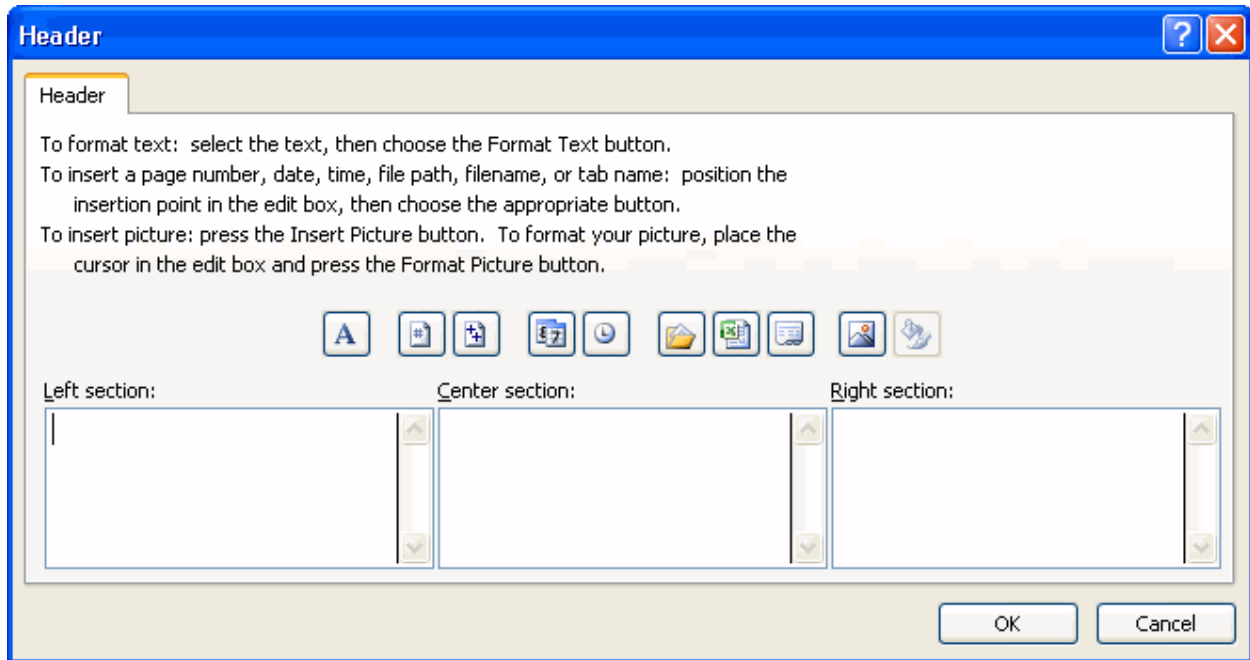 Header
Header
To format text:  select the text, then choose the Format Text button.
To insert a page number, date, time, file path, filename, or tab name:  position the
insertion point in the edit box, then choose the appropriate button.
To insert picture: press the Insert Picture button.  To format your picture, place the
cursor in the edit box and press the Format Picture button.
A
Left section: Center section: Right section:
OK Cancel